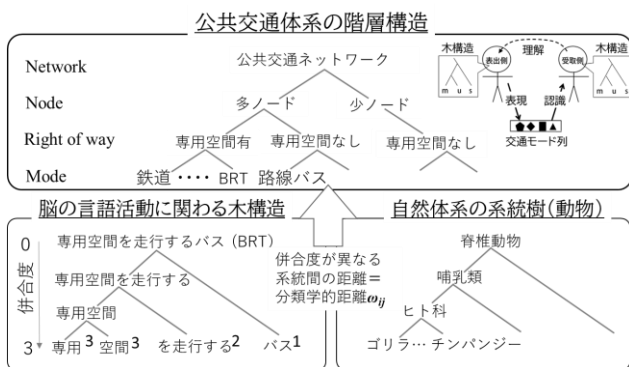 公共交通体系の階層構造
Network
公共交通ネットワーク
Node
多ノード 少ノード
Right of way
専用空間有 専用空間なし 専用空間なし
Mode
鉄道 ‥‥ BRT 路線バス
木構造 理解 木構造
表出側 受取側
m u s
m u s
表現 認識
交通モード列
脳の言語活動に関わる木構造
0
併合度
3
専用空間を走行するバス (BRT)
専用空間を走行する
専用空間
専用3 空間3 を走行する2 バス1
併合度が異なる
系統間の距離=
分類学的距離ωij
自然体系の系統樹(動物)
脊椎動物
哺乳類
ヒト科
ゴリラ… チンパンジー